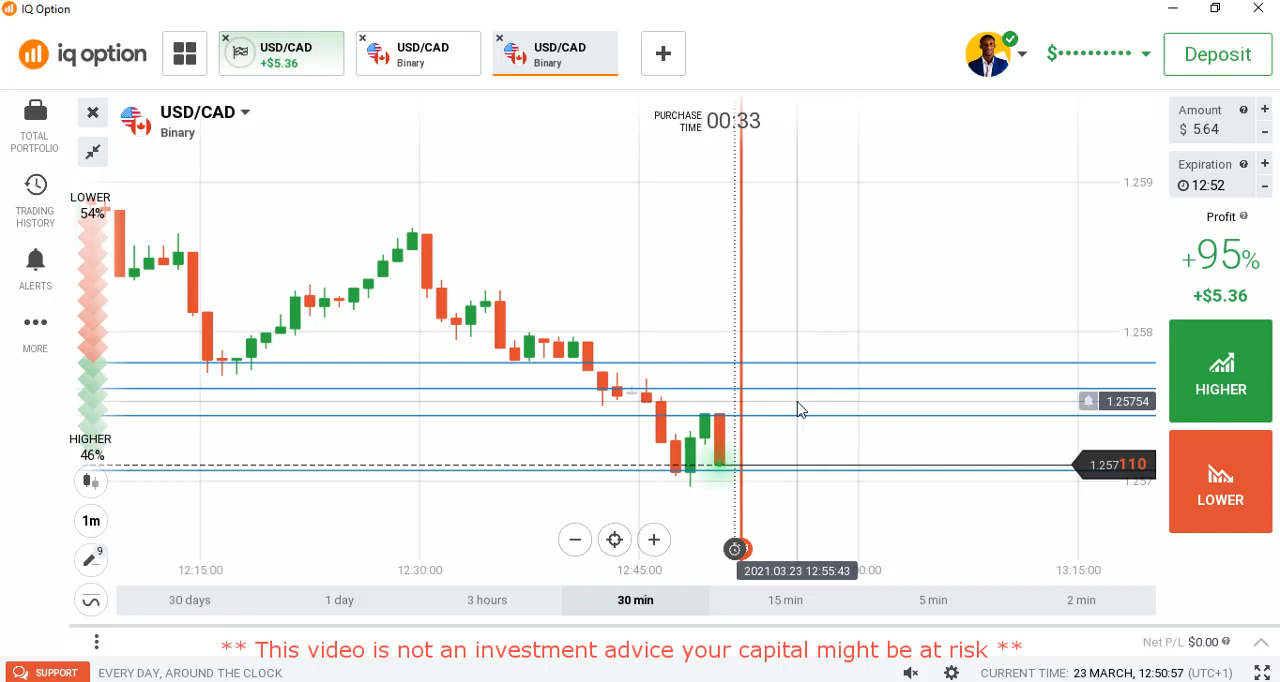 IQ Option
iq option
USD/CAD
+$5.36
USD/CAD
Binary
USD/CAD
Binary
+
$••••••••••
Deposit
TOTAL
PORTFOLIO
TRADING
HISTORY
ALERTS
MORE
USD/CAD
Binary
PURCHASE
TIME
00:33
LOWER
54%
HIGHER
46%
1m
9
1.259
1.258
1.25754
1.257110
12:15:00
12:30:00
12:45:00
2021.03.23 12:55:43
13:15:00
30 days
1 day
3 hours
30 min
15 min
5 min
2 min
Amount
$ 5.64
+
-
Expiration
12:52
+
-
Profit
+95%
+$5.36
HIGHER
LOWER
** This video is not an investment advice your capital might be at risk **
Net P/L $0.00
SUPPORT
EVERY DAY, AROUND THE CLOCK
CURRENT TIME: 23 MARCH, 12:50:57 (UTC+1)